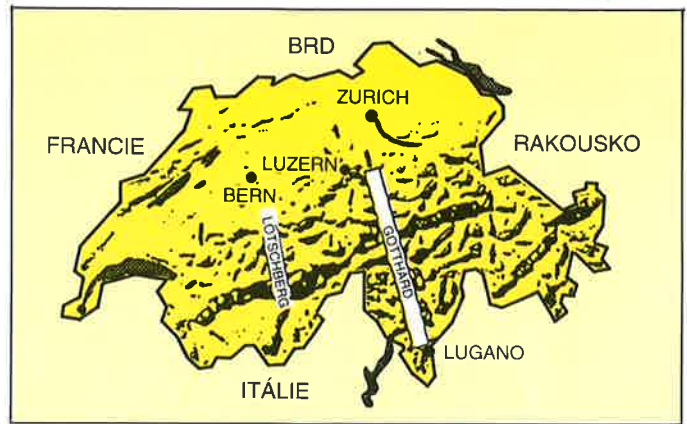 BRD
ZURICH
FRANCIE
RAKOUSKO
LUZERN
BERN
LÖTSCHBERG
GOTTHARD
LUGANO
ITÁLIE